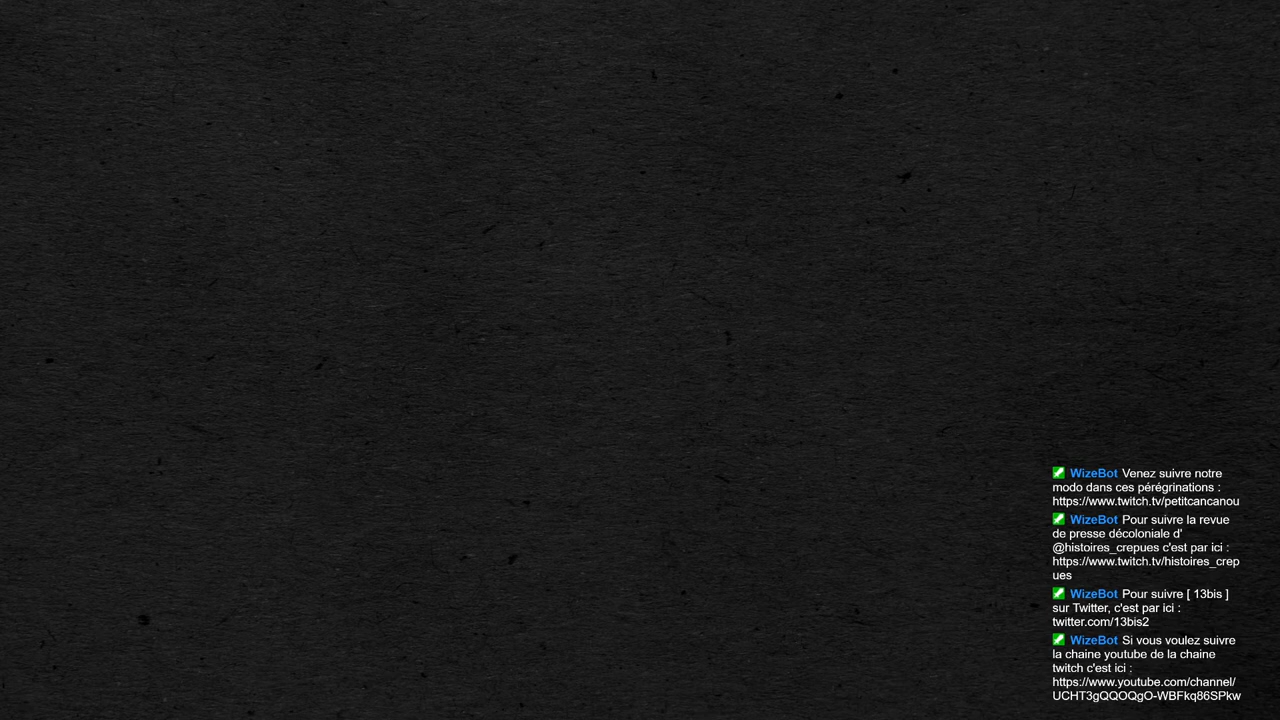 WizeBot Venez suivre notre
modo dans ces pérégrinations :
https://www.twitch.tv/petitcancanou
WizeBot Pour suivre la revue
de presse décoloniale d'
@histoires_crepues c'est par ici :
https://www.twitch.tv/histoires_crep
ues
WizeBot Pour suivre [ 13bis ]
sur Twitter, c'est par ici :
twitter.com/13bis2
WizeBot Si vous voulez suivre
la chaine youtube de la chaine
twitch c'est ici :
https://www.youtube.com/channel/
UCHT3gQQOQgO-WBFkq86SPkw